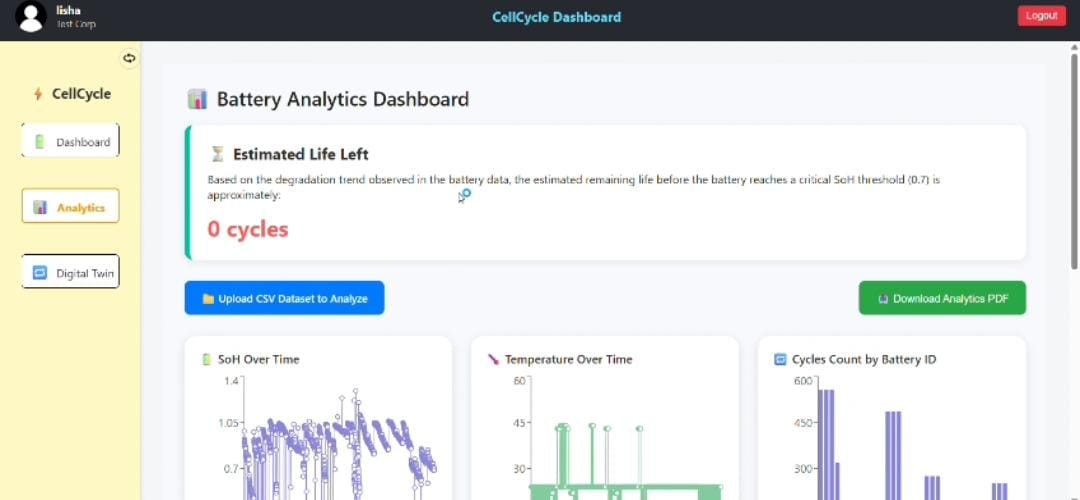 lisha
Test Corp
CellCycle Dashboard
Logout
CellCycle
Dashboard
Analytics
Digital Twin
Battery Analytics Dashboard
Estimated Life Left
Based on the degradation trend observed in the battery data, the estimated remaining life before the battery reaches a critical SoH threshold (0.7) is
approximately:
0 cycles
Upload CSV Dataset to Analyze
Download Analytics PDF
SoH Over Time
1.4
1.05
0.7
Temperature Over Time
60
45
30
Cycles Count by Battery ID
600
450
300